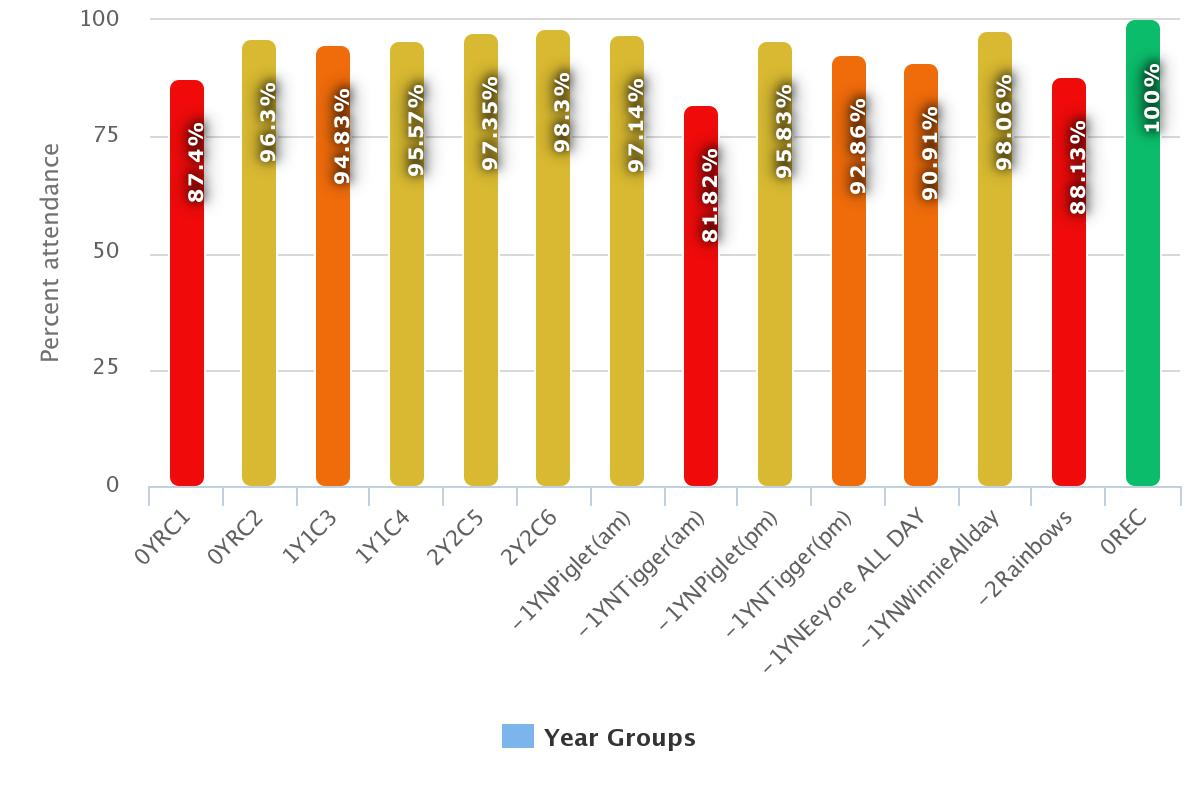 100
75
50
25
0
Percent attendance
87.4%
96.3%
94.83%
95.57%
97.35%
98.3%
97.14%
81.82%
95.83%
92.86%
90.91%
98.06%
88.13%
100%
0YRC1
0YRC2
1Y1C3
1Y1C4
2Y2C5
2Y2C6
-1YNPiglet(am)
-1YNTigger(am)
-1YNPiglet(pm)
-1YNTigger(pm)
-1YNEeyore ALL DAY
-1YNWinnieAllday
-2Rainbows
0REC
Year Groups